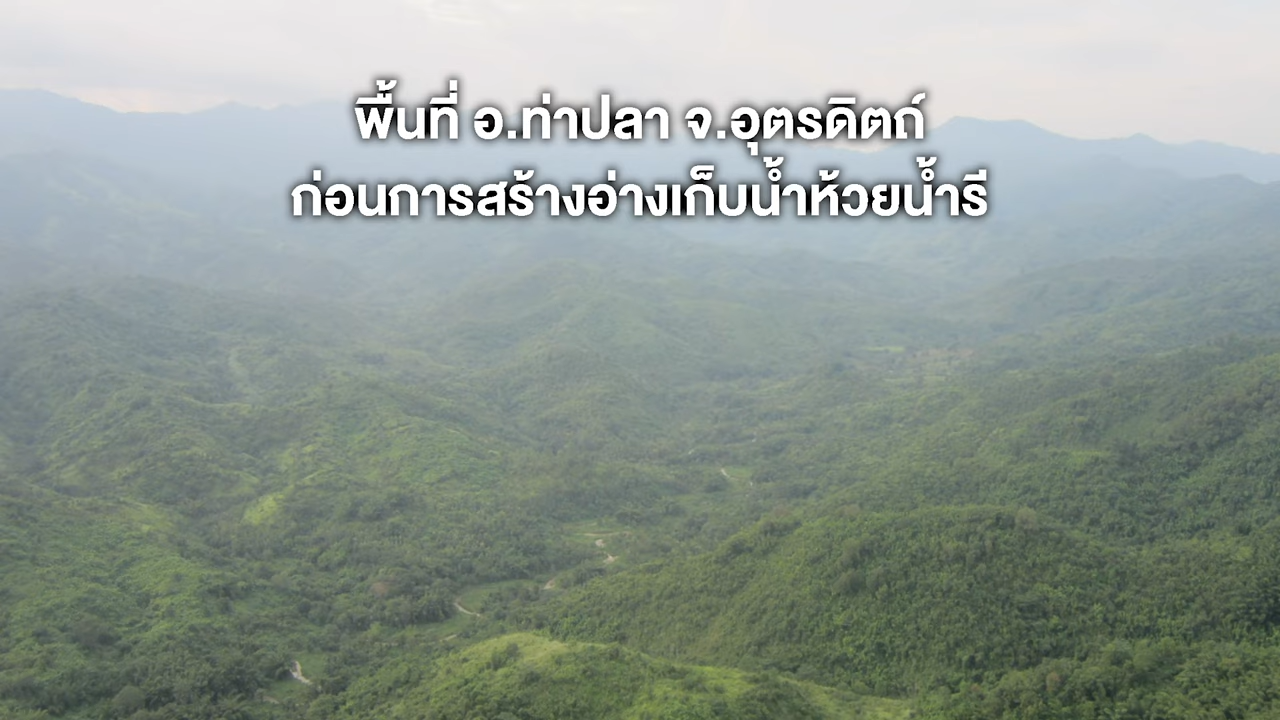 พื้นที่ อ.ท่าปลา จ.อุตรดิตถ์
ก่อนการสร้างอ่างเก็บน้ำห้วยน้ำรี